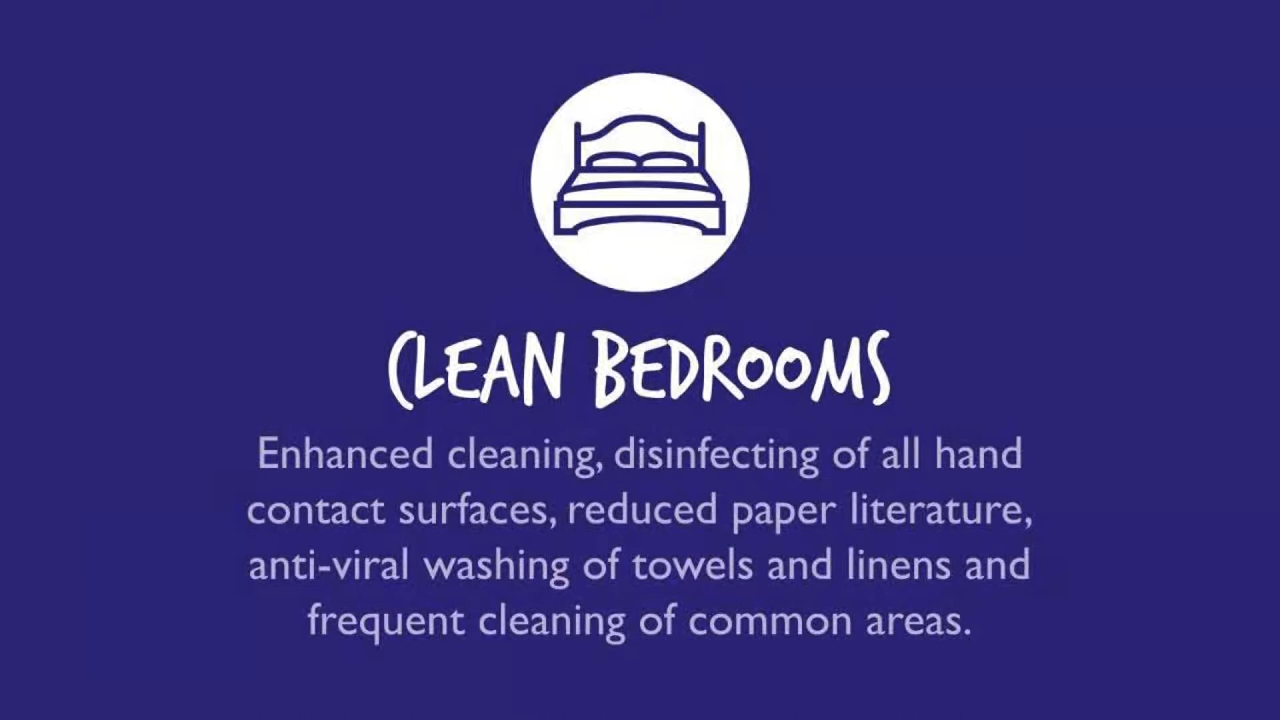 CLEAN BEDROOMS
Enhanced cleaning, disinfecting of all hand
contact surfaces, reduced paper literature,
anti-viral washing of towels and linens and
frequent cleaning of common areas.